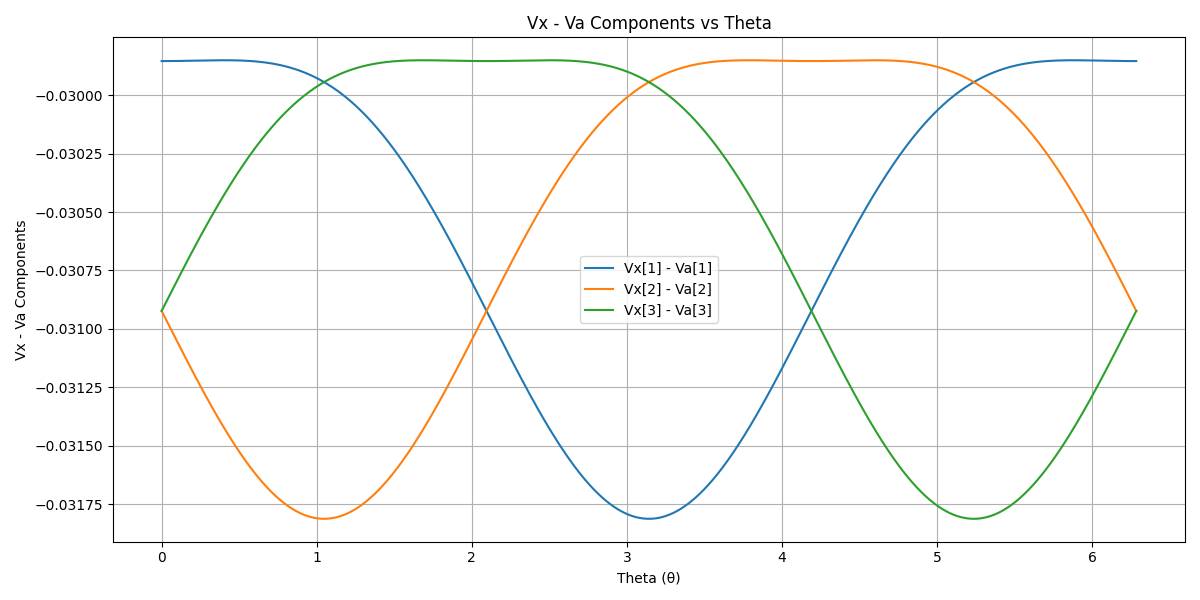 Vx - Va Components vs Theta
Vx - Va Components
−0.03000
−0.03025
−0.03050
−0.03075
−0.03100
−0.03125
−0.03150
−0.03175
Vx[1] - Va[1]
Vx[2] - Va[2]
Vx[3] - Va[3]
0 1 2 3 4 5 6
Theta (θ)